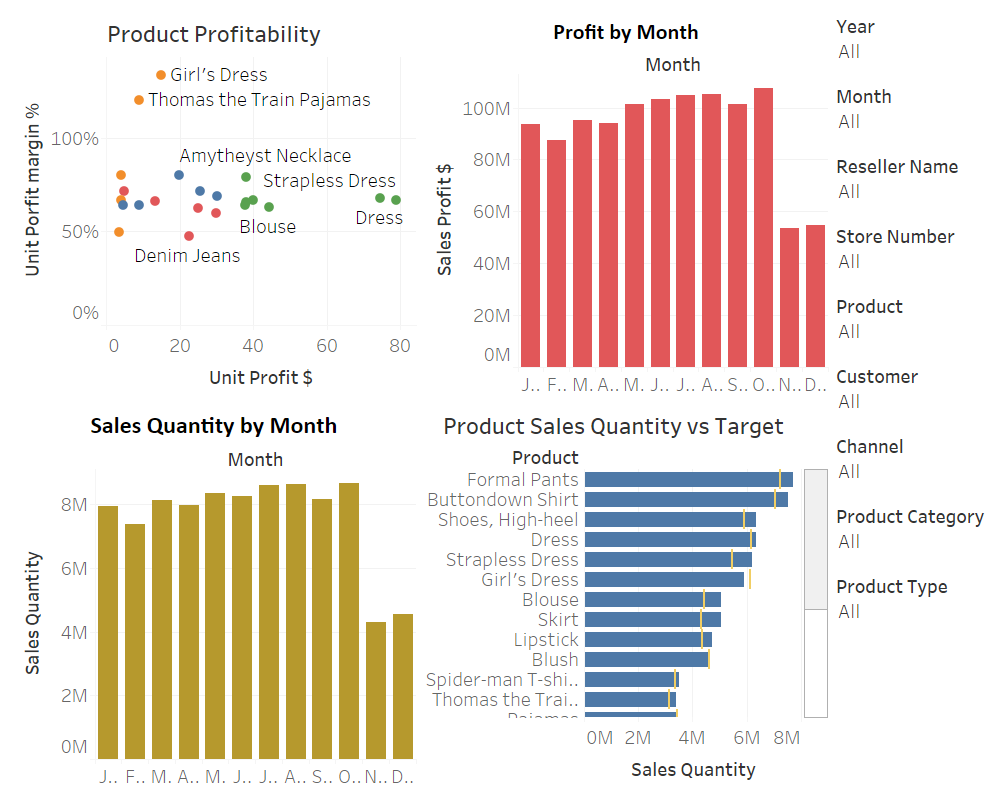 Product Profitability
Girl's Dress
Thomas the Train Pajamas
100%
Amytheyst Necklace
Strapless Dress
50%
Blouse
Dress
Denim Jeans
0%
0 20 40 60 80
Unit Profit $
Unit Porfit margin %
Profit by Month
Month
100M
80M
60M
40M
20M
0M
Sales Profit $
J.. F.. M. A.. M. J.. J.. A.. S.. O.. N.. D..
Sales Quantity by Month
Month
8M
6M
4M
2M
0M
Sales Quantity
J.. F.. M. A.. M. J.. J.. A.. S.. O.. N.. D..
Product Sales Quantity vs Target
Product
Formal Pants
Buttondown Shirt
Shoes, High-heel
Dress
Strapless Dress
Girl's Dress
Blouse
Skirt
Lipstick
Blush
Spider-man T-shi..
Thomas the Trai..
Pajamas
0M 2M 4M 6M 8M
Sales Quantity
Year
All
Month
All
Reseller Name
All
Store Number
All
Product
All
Customer
All
Channel
All
Product Category
All
Product Type
All